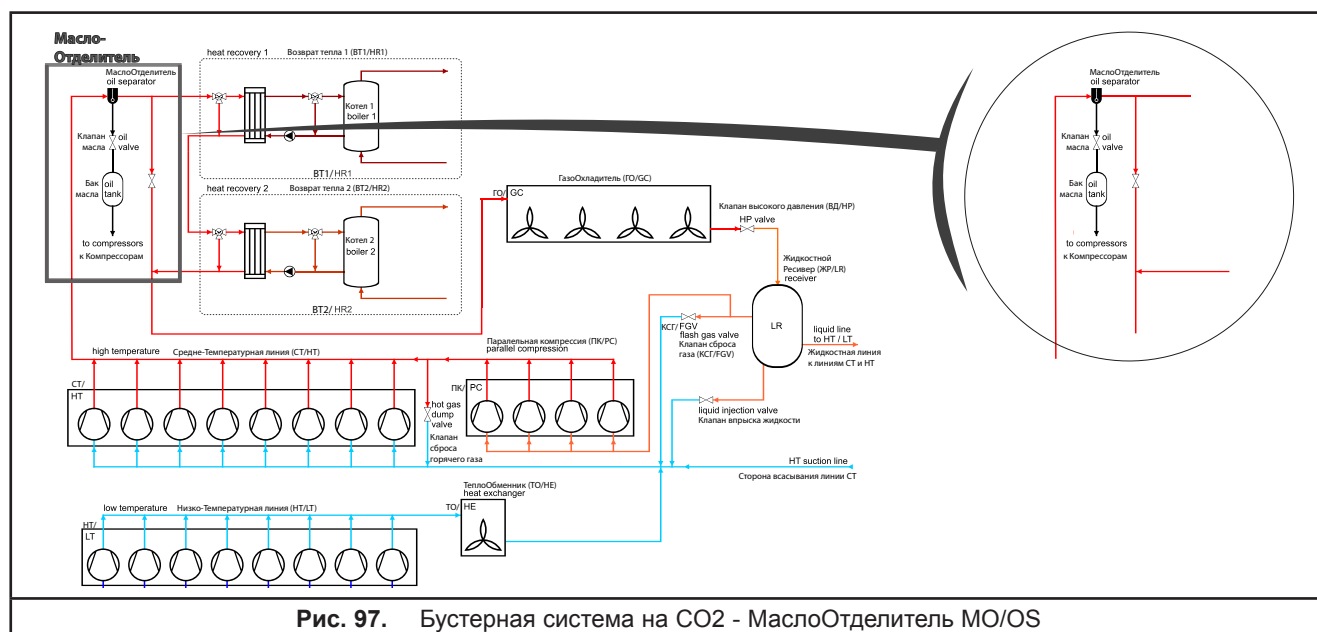 Масло-
Отделитель
МаслоОтделитель
oil separator
Клапан
масла
oil
valve
Бак
масла
oil
tank
to compressors
к Компрессорам
heat recovery 1
Возврат тепла 1 (ВТ1/HR1)
Котел 1
boiler 1
ВТ1/HR1
heat recovery 2
Возврат тепла 2 (ВТ2/HR2)
Котел 2
boiler 2
ВТ2/HR2
ГазоОхладитель (ГО/GC)
ГО/
GC
Клапан высокого давления (ВД/HP)
HP valve
Жидкостной
Ресивер (ЖР/LR)
receiver
LR
liquid line
to HT / LT
Жидкостная линия
к линиям СТ и НТ
КСГ/
FGV
flash gas valve
Клапан сброса
газа (КСГ/FGV)
liquid injection valve
Клапан впрыска жидкости
high temperature
Средне-Температурная линия (СТ/HT)
СТ/
HT
hot gas
dump
valve
Клапан
сброса
горячего газа
Паралельная компрессия (ПК/PC)
parallel compression
ПК/
PC
HT suction line
Сторона всасывания линии СТ
low temperature
Низко-Температурная линия (НТ/LT)
НТ/
LT
ТеплоОбменник (ТО/HE)
heat exchanger
ТО/
HE
МаслоОтделитель
oil separator
Клапан
масла
oil
valve
Бак
масла
oil
tank
to compressors
к Компрессорам
Рис. 97. Бустерная система на CO2 - МаслоОтделитель МО/OS